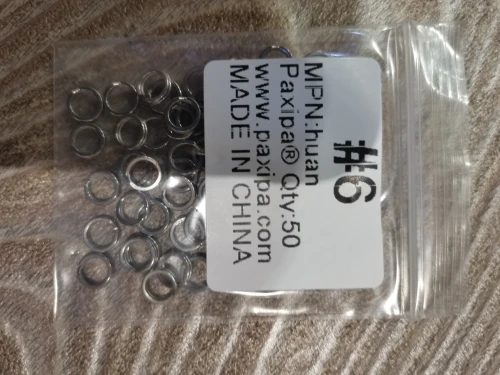 #6
MPN:huan
Paxipa® Qty:50
www.paxipa.com
MADE IN CHINA